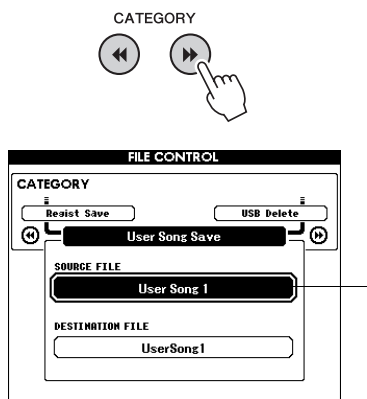 CATEGORY
FILE CONTROL
CATEGORY
Regist Save
USB Delete
User Song Save
SOURCE FILE
User Song 1
DESTINATION FILE
UserSong1